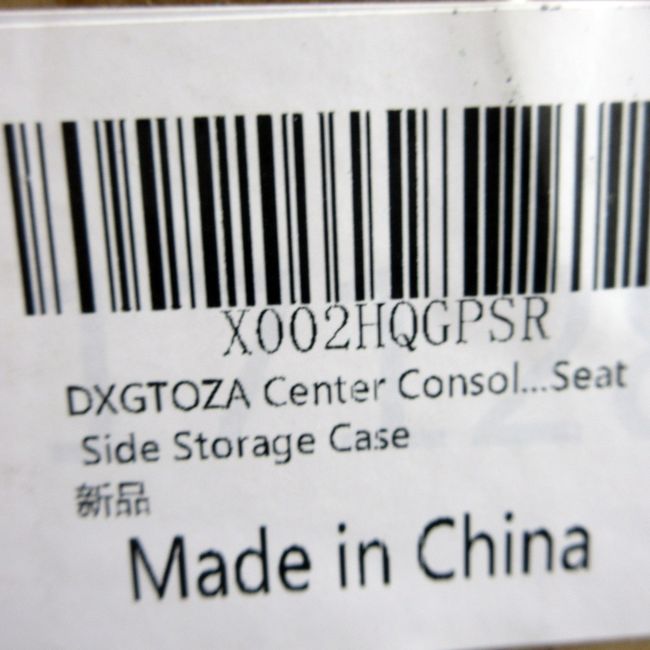 X002HQGPSR
DXGTOZA Center Consol...Seat
Side Storage Case
新品
Made in China